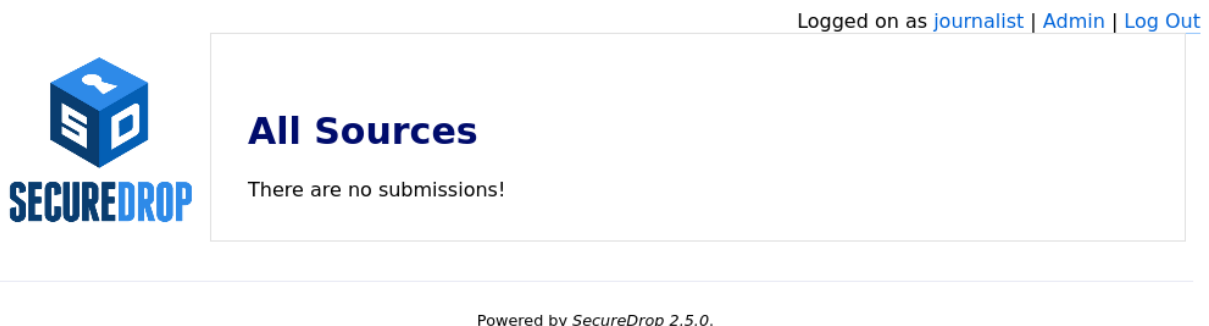 Logged on as journalist | Admin | Log Out
SD
SECUREDROP
All Sources
There are no submissions!
Powered by SecureDrop 2.5.0.